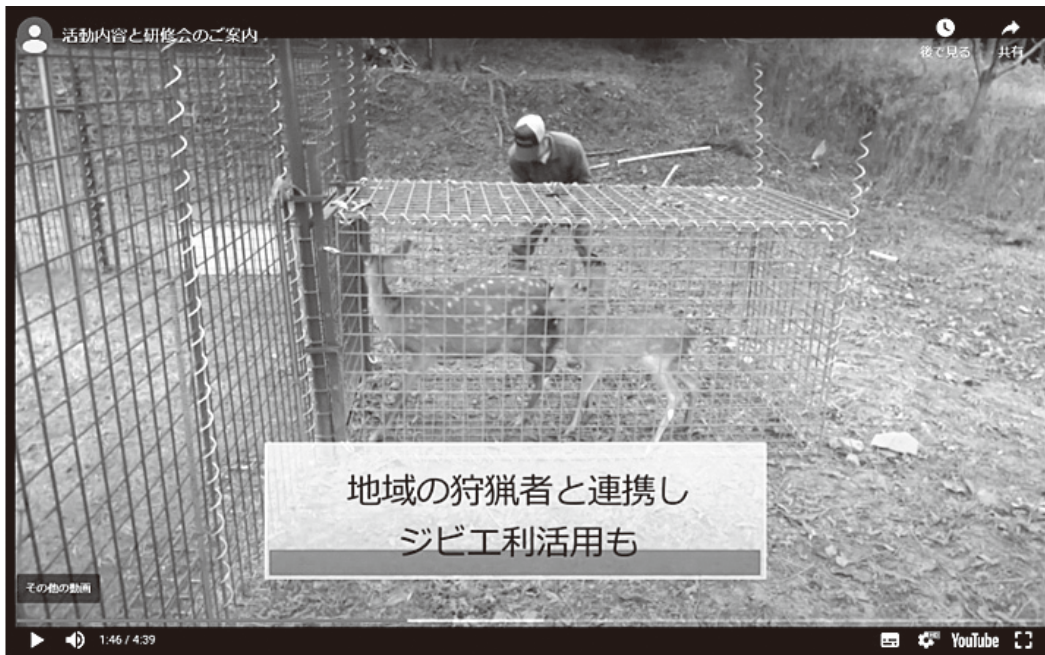 活動内容と研修会のご案内
後で見る
共有
地域の狩猟者と連携し
ジビエ利活用も
その他の動画
1:46 / 4:39
HD
YouTube